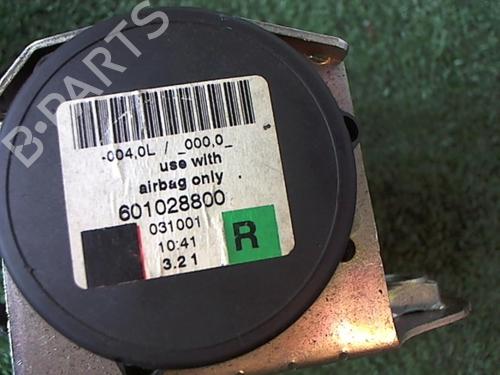 B-PARTS
-004,0L / _000,0_
use with
airbag only
601028800
031001
10:41
3.21
R